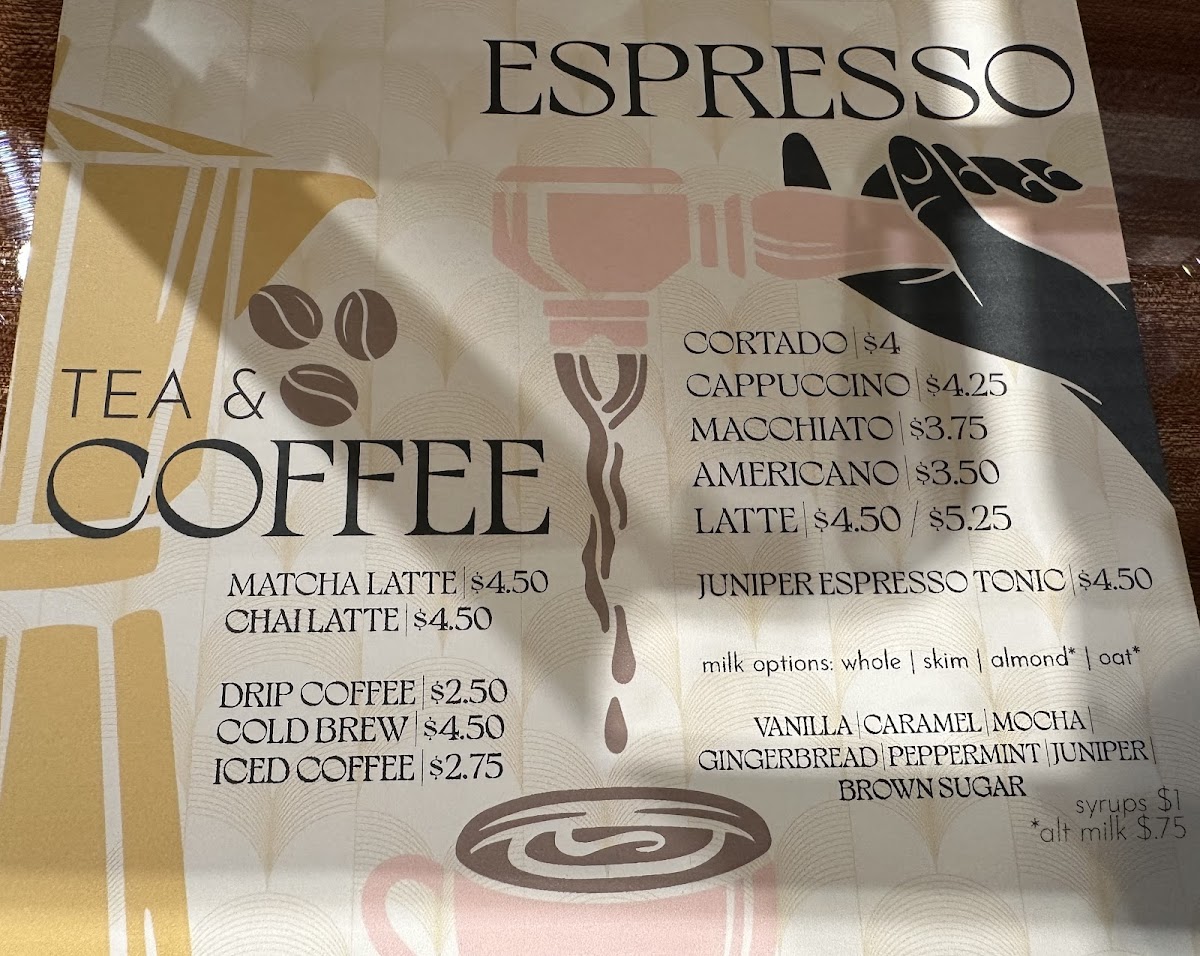 ESPRESSO
CORTADO | $4
CAPPUCCINO | $4.25
MACCHIATO | $3.75
AMERICANO | $3.50
LATTE | $4.50 / $5.25
JUNIPER ESPRESSO TONIC | $4.50
milk options: whole | skim | almond* | oat*
VANILLA | CARAMEL | MOCHA |
GINGERBREAD | PEPPERMINT | JUNIPER |
BROWN SUGAR
syrups $1
*alt milk $.75
TEA &
COFFEE
MATCHA LATTE | $4.50
CHAI LATTE | $4.50
DRIP COFFEE | $2.50
COLD BREW | $4.50
ICED COFFEE | $2.75